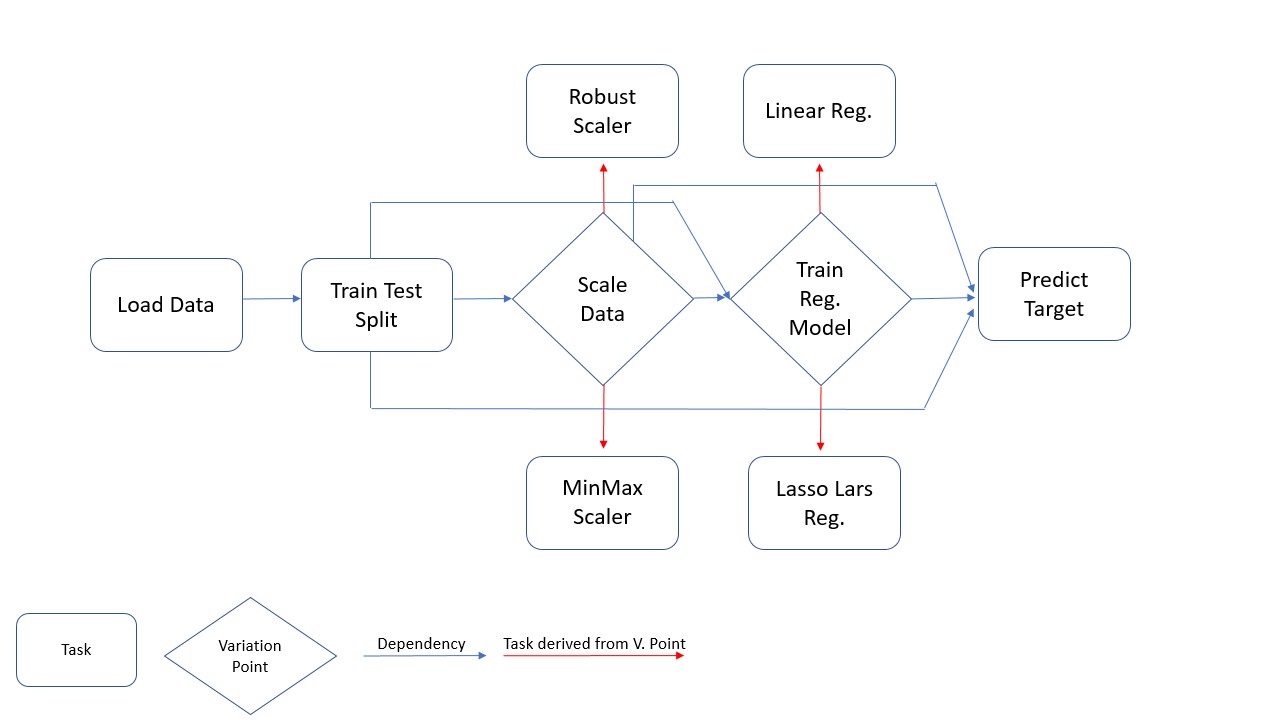 Robust
Scaler
Linear Reg.
Load Data
Train Test
Split
Scale
Data
Train
Reg.
Model
Predict
Target
MinMax
Scaler
Lasso Lars
Reg.
Task
Variation
Point
Dependency
Task derived from V. Point